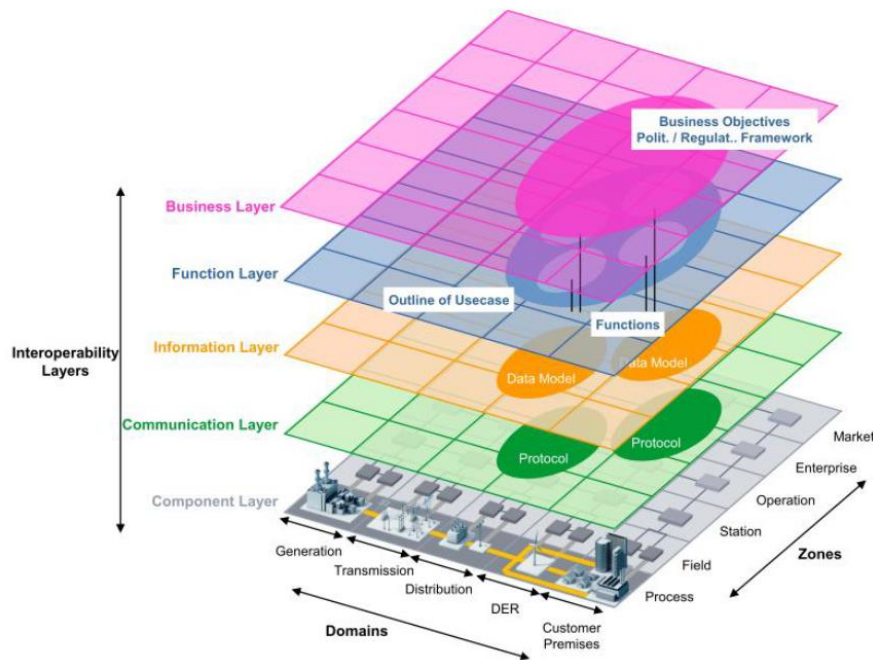 Business Objectives
Polit. / Regulat.. Framework
Business Layer
Function Layer
Outline of Usecase
Functions
Interoperability
Layers
Information Layer
Data Model
Data Model
Communication Layer
Protocol
Protocol
Component Layer
Market
Enterprise
Operation
Station
Field
Process
Zones
Generation
Transmission
Distribution
DER
Customer
Premises
Domains